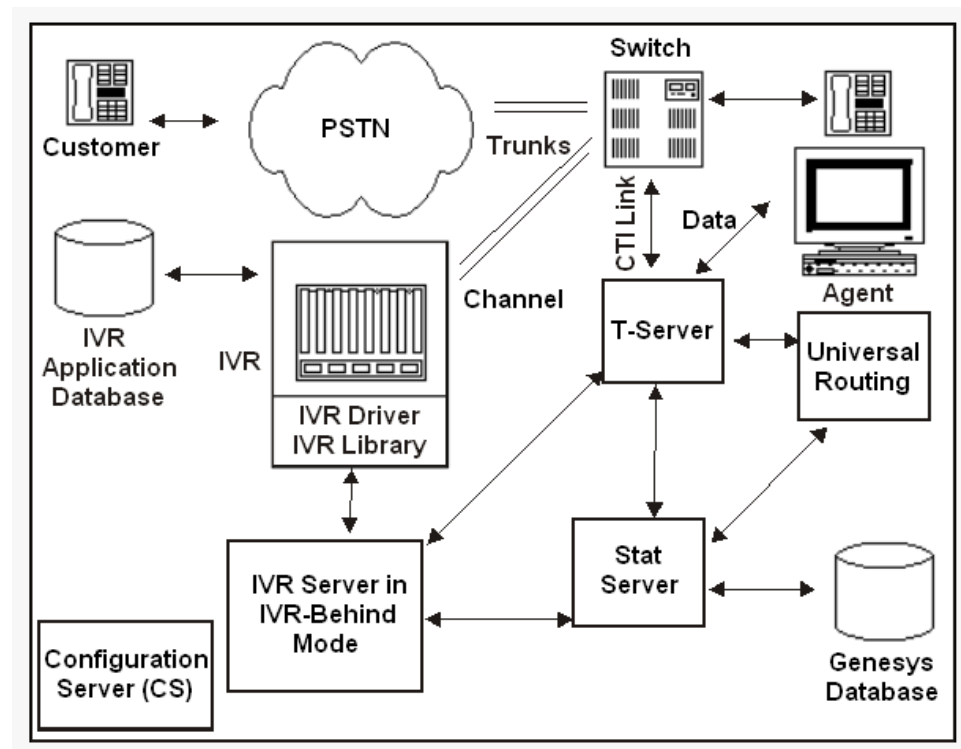 Switch
PSTN
Trunks
Customer
CTI Link
Data
Channel
Agent
T-Server
IVR
Application
Database
IVR
Universal
Routing
IVR Driver
IVR Library
Stat
Server
IVR Server in
IVR-Behind
Mode
Configuration
Server (CS)
Genesys
Database